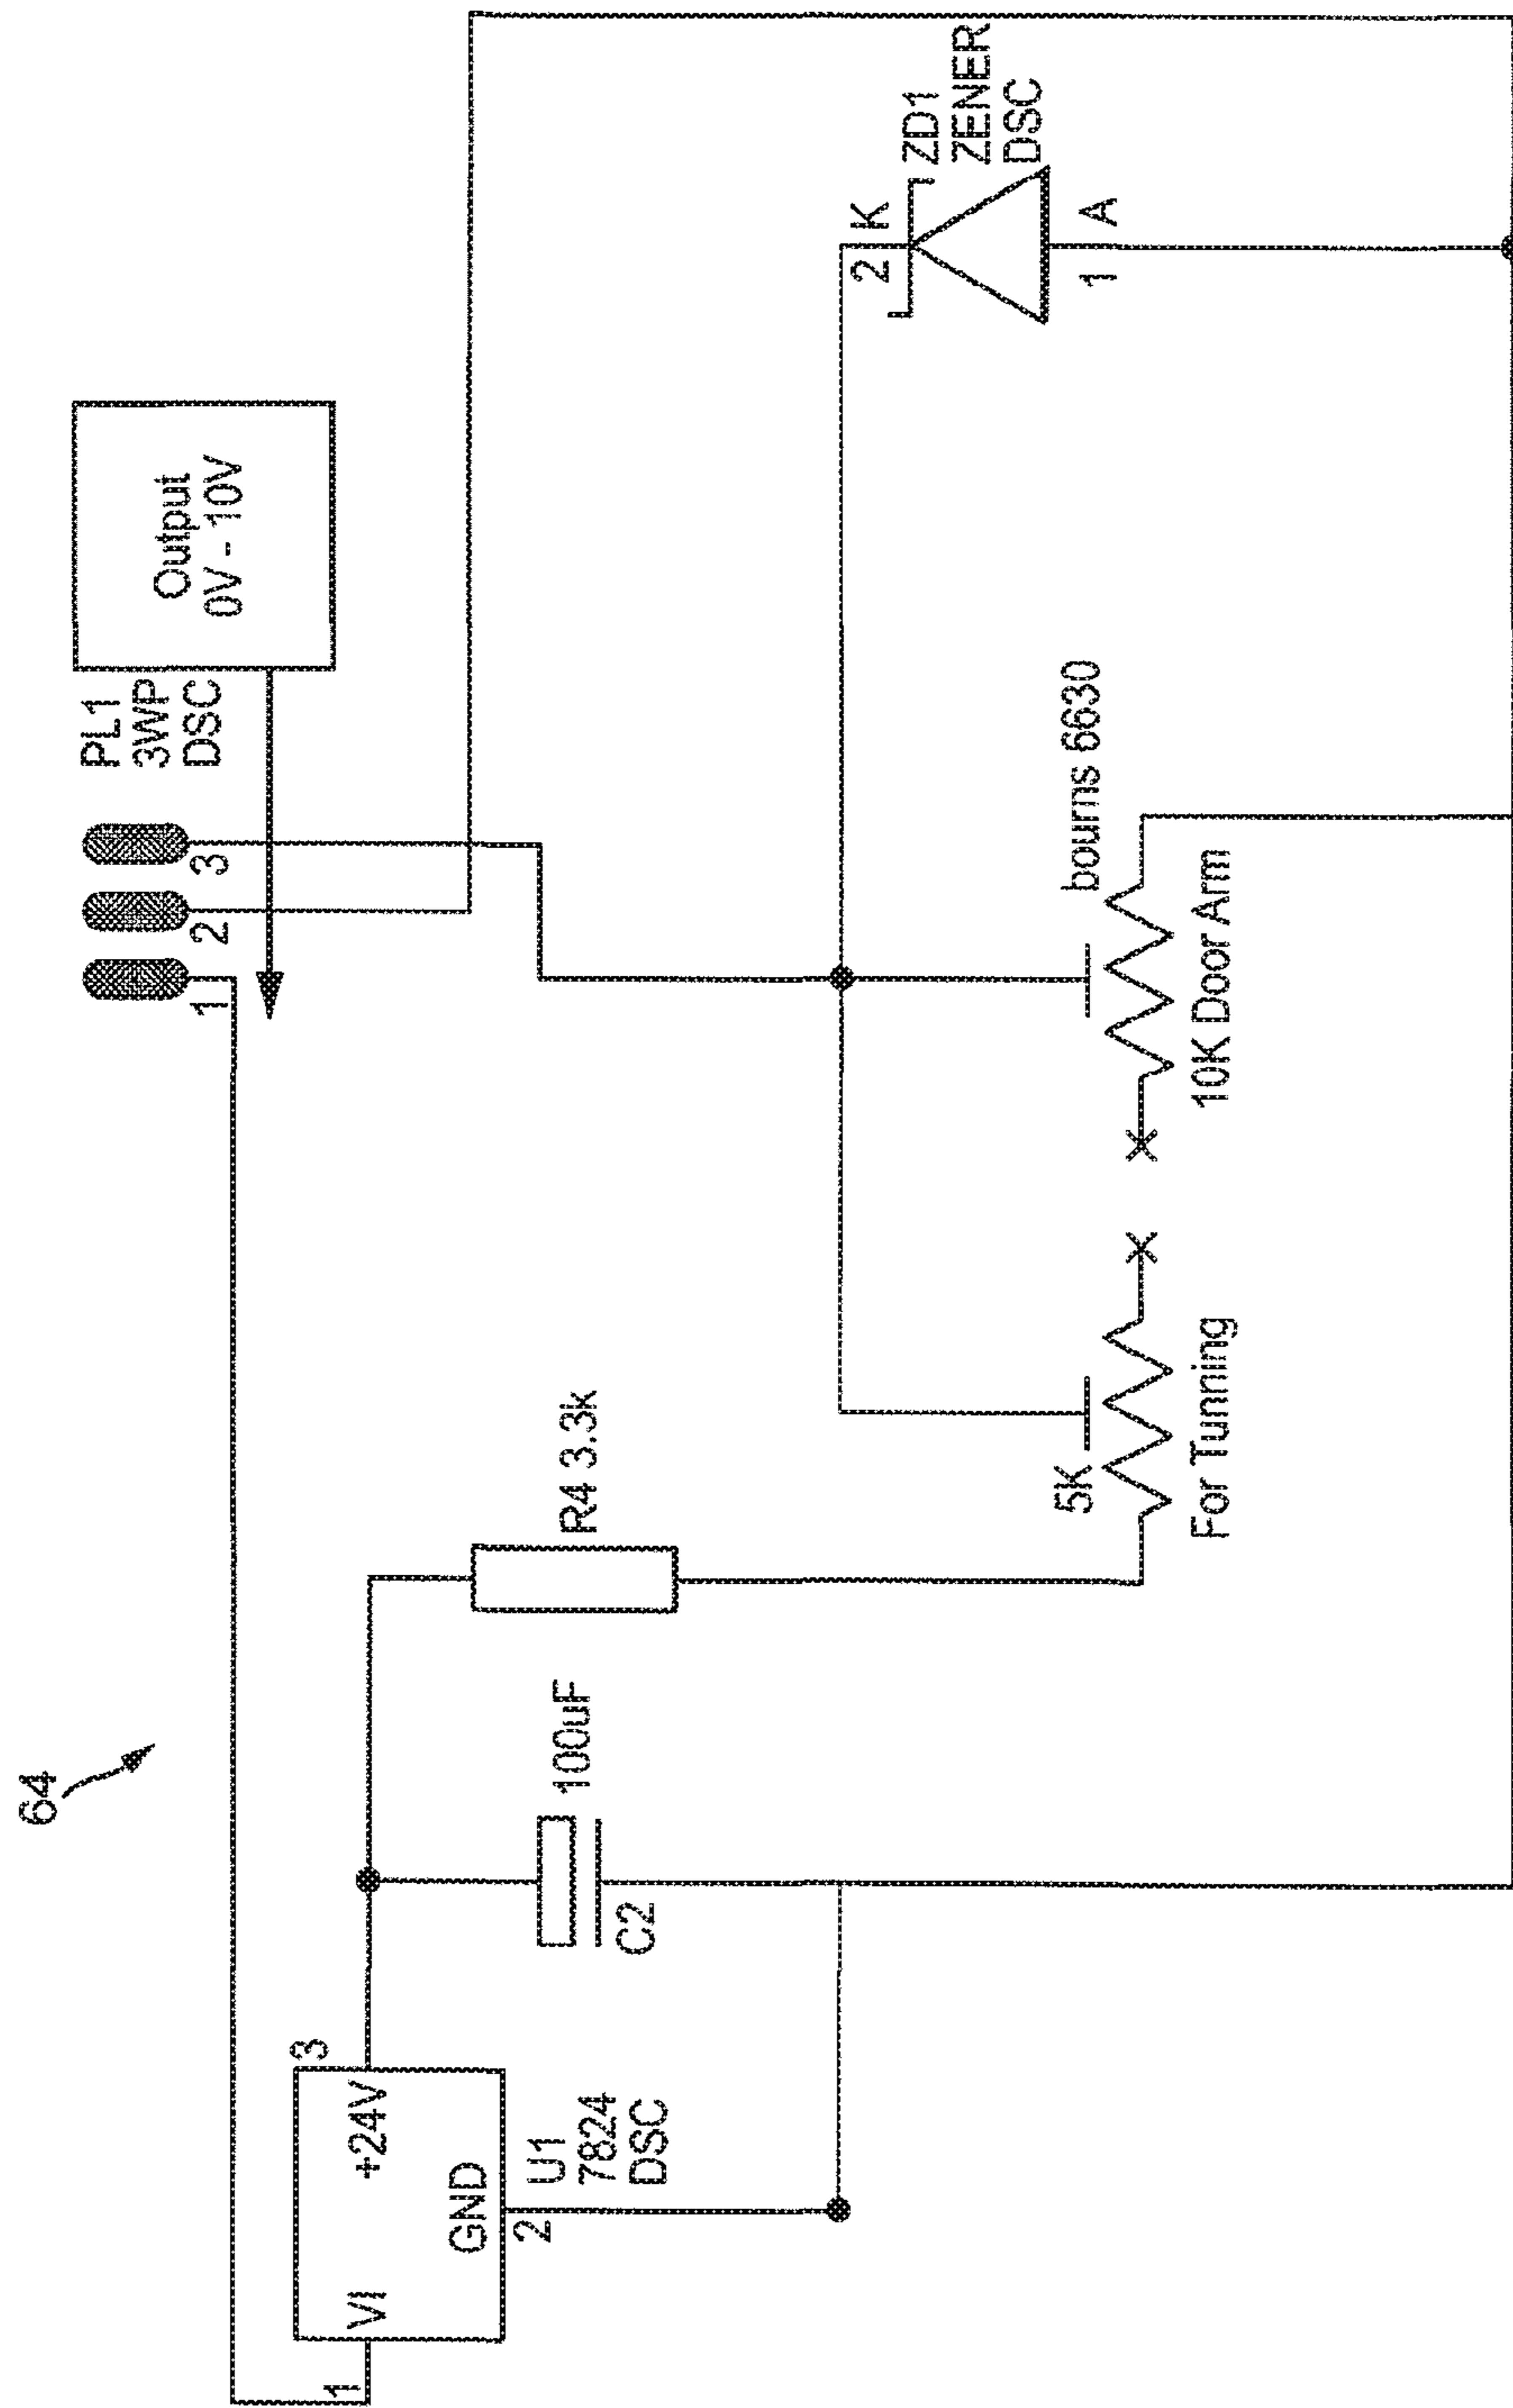 64
PL1
3WP
DSC
1
2
3
Output
0V - 10V
1
VI
+24V
3
GND
2
U1
7824
DSC
100uF
C2
R4 3.3k
5K
For Tunning
bourns 6630
10K Door Arm
2
K
ZD1
ZENER
DSC
1
A